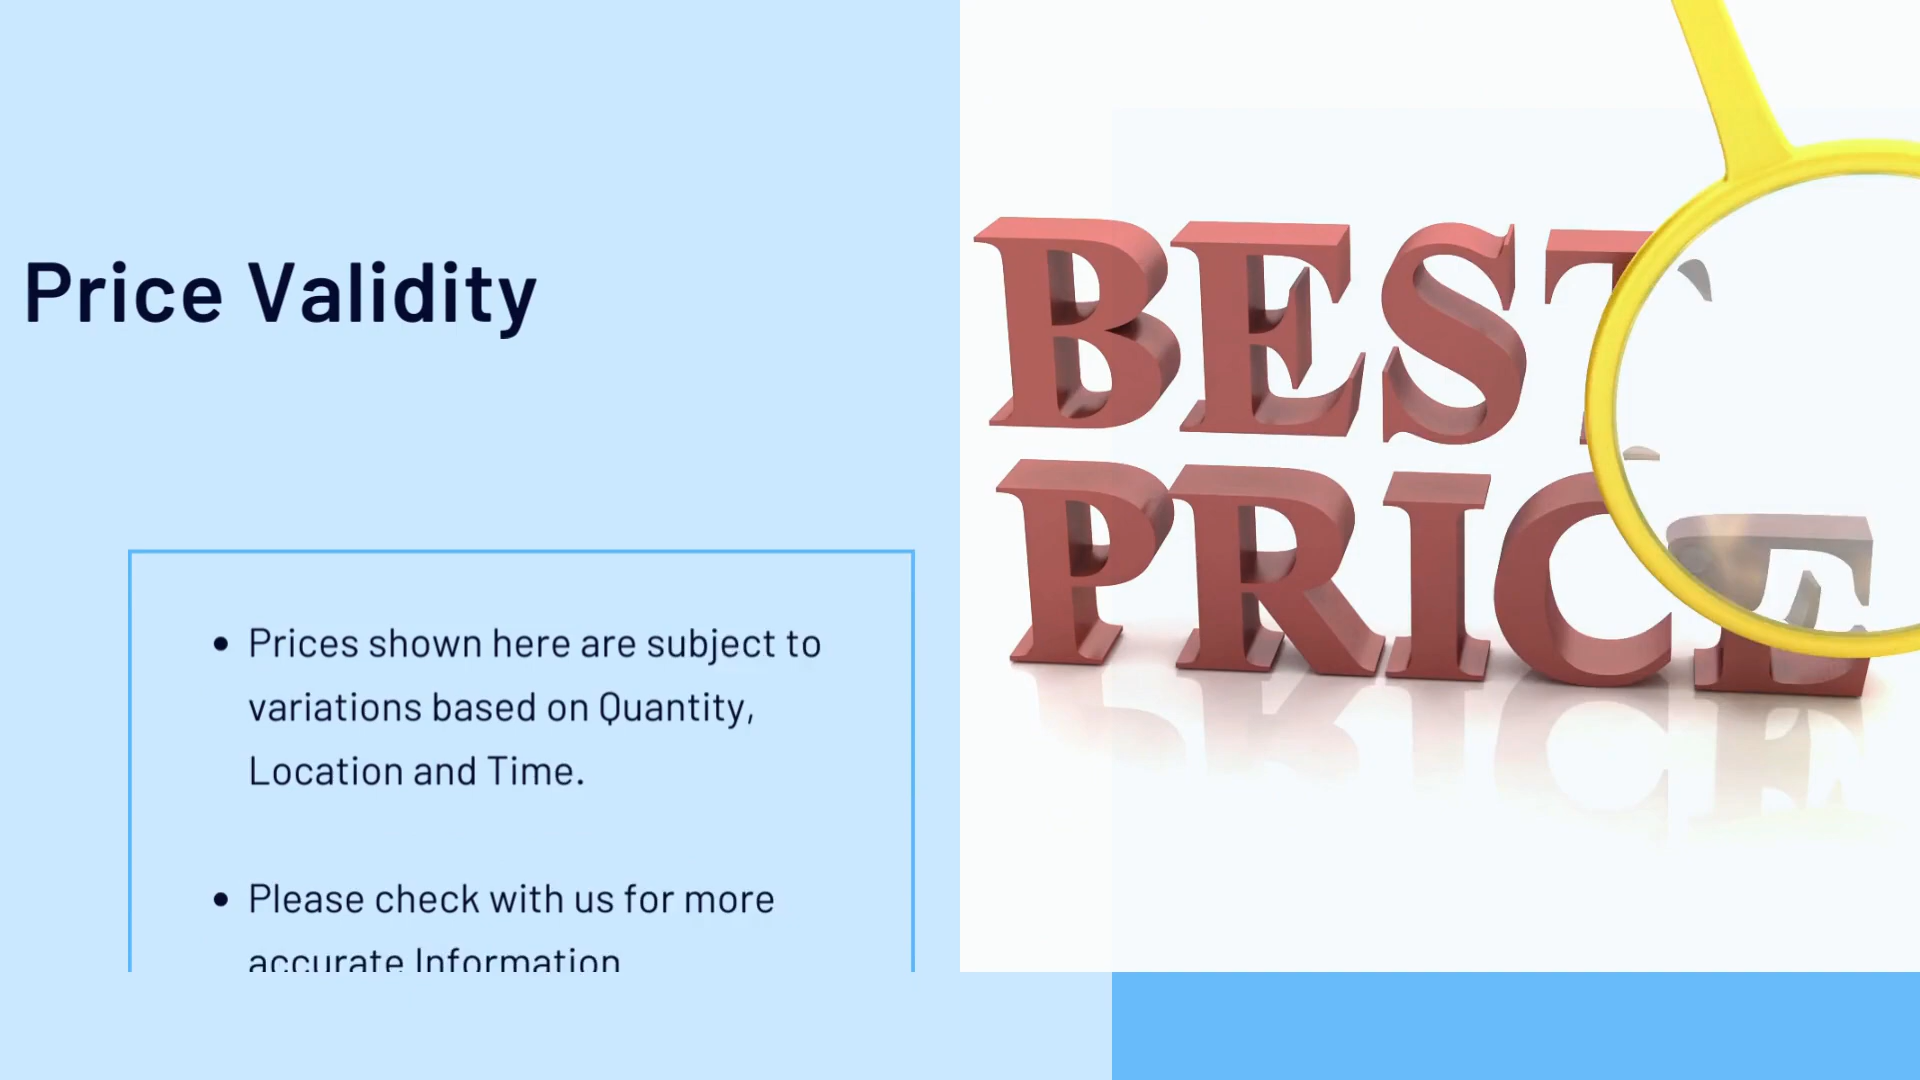 Price Validity
Prices shown here are subject to
variations based on Quantity,
Location and Time.
Please check with us for more
accurate Information
BEST
PRICE